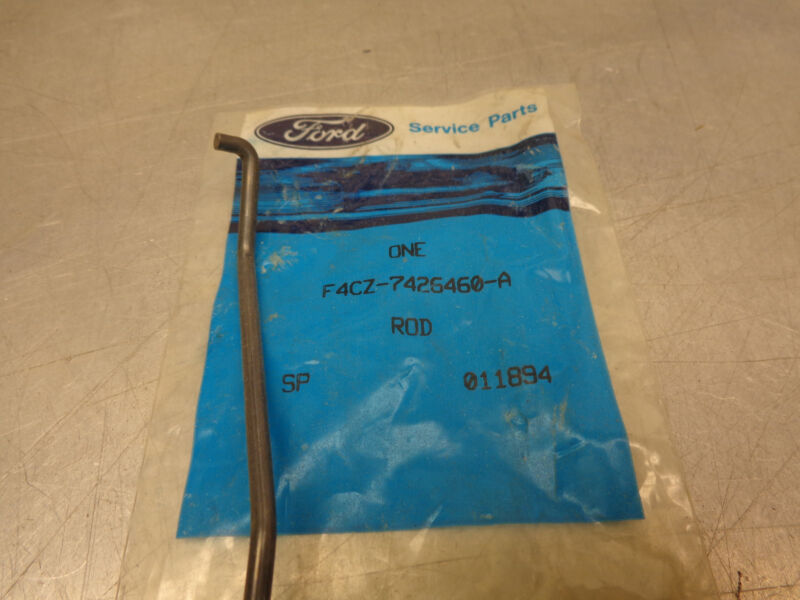 Ford Service Parts
ONE
F4CZ-7426460-A
ROD
SP 011894